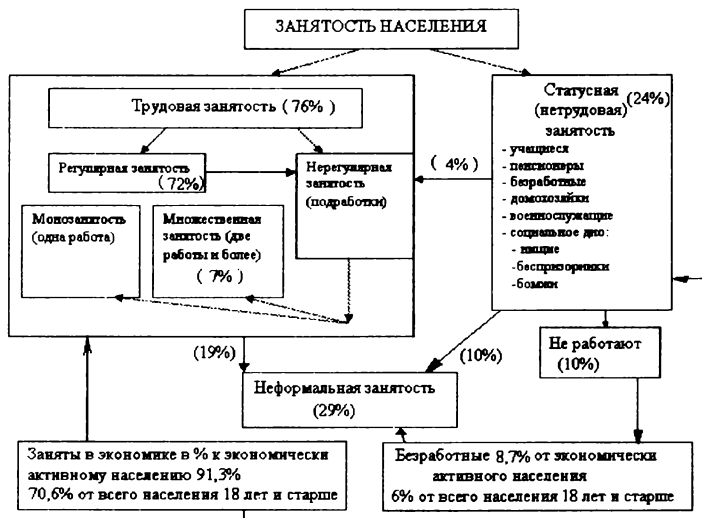 ЗАНЯТОСТЬ НАСЕЛЕНИЯ
Трудовая занятость (76%)
Регулярная занятость
(72%)
Нерегулярная
занятость
(подработки)
Монозанятость
(одна работа)
Множественная
занятость (две
работы и более)
(7%)
Статусная
(нетрудовая)
(24%)
занятость
- учащиеся
- пенсионеры
- безработные
- домохозяйки
- военнослужащие
- социальное дно:
- нищие
-беспризорники
-бомжи
(4%)
(19%)
(10%)
Не работают
(10%)
Неформальная занятость
(29%)
Заняты в экономике в % к экономически
активному населению 91,3%
70,6% от всего населения 18 лет и старше
Безработные 8,7% от экономически
активного населения
6% от всего населения 18 лет и старше